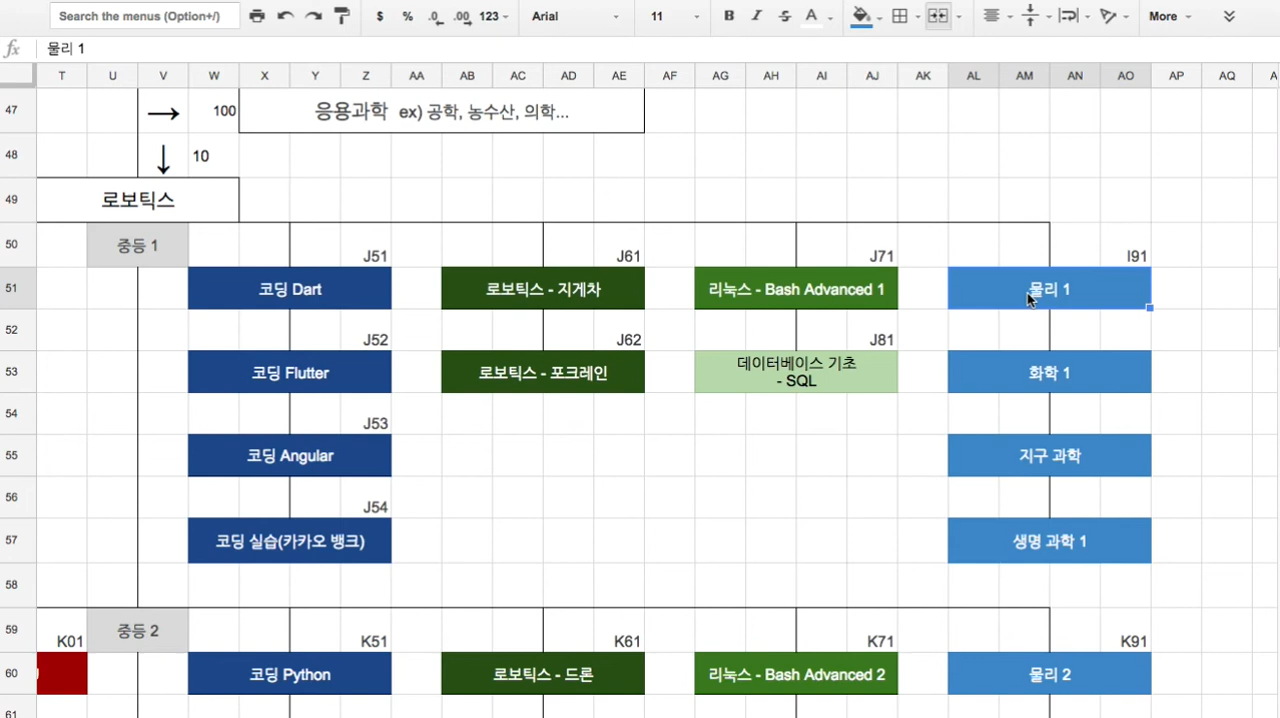 Search the menus (Option+/)
$ % .0 .00 123 Arial 11 B I S A More
fx 물리 1
T U V W X Y Z AA AB AC AD AE AF AG AH AI AJ AK AL AM AN AO AP AQ
47 → 100 응용과학 ex) 공학, 농수산, 의학...
48 ↓ 10
49 로보틱스
50 중등 1 J51 J61 J71 I91
51 코딩 Dart 로보틱스 - 지게차 리눅스 - Bash Advanced 1 물리 1
52 J52 J62 J81
53 코딩 Flutter 로보틱스 - 포크레인 데이터베이스 기초
- SQL 화학 1
54 J53
55 코딩 Angular 지구 과학
56 J54
57 코딩 실습(카카오 뱅크) 생명 과학 1
58
59 K01 중등 2 K51 K61 K71 K91
60 코딩 Python 로보틱스 - 드론 리눅스 - Bash Advanced 2 물리 2
61